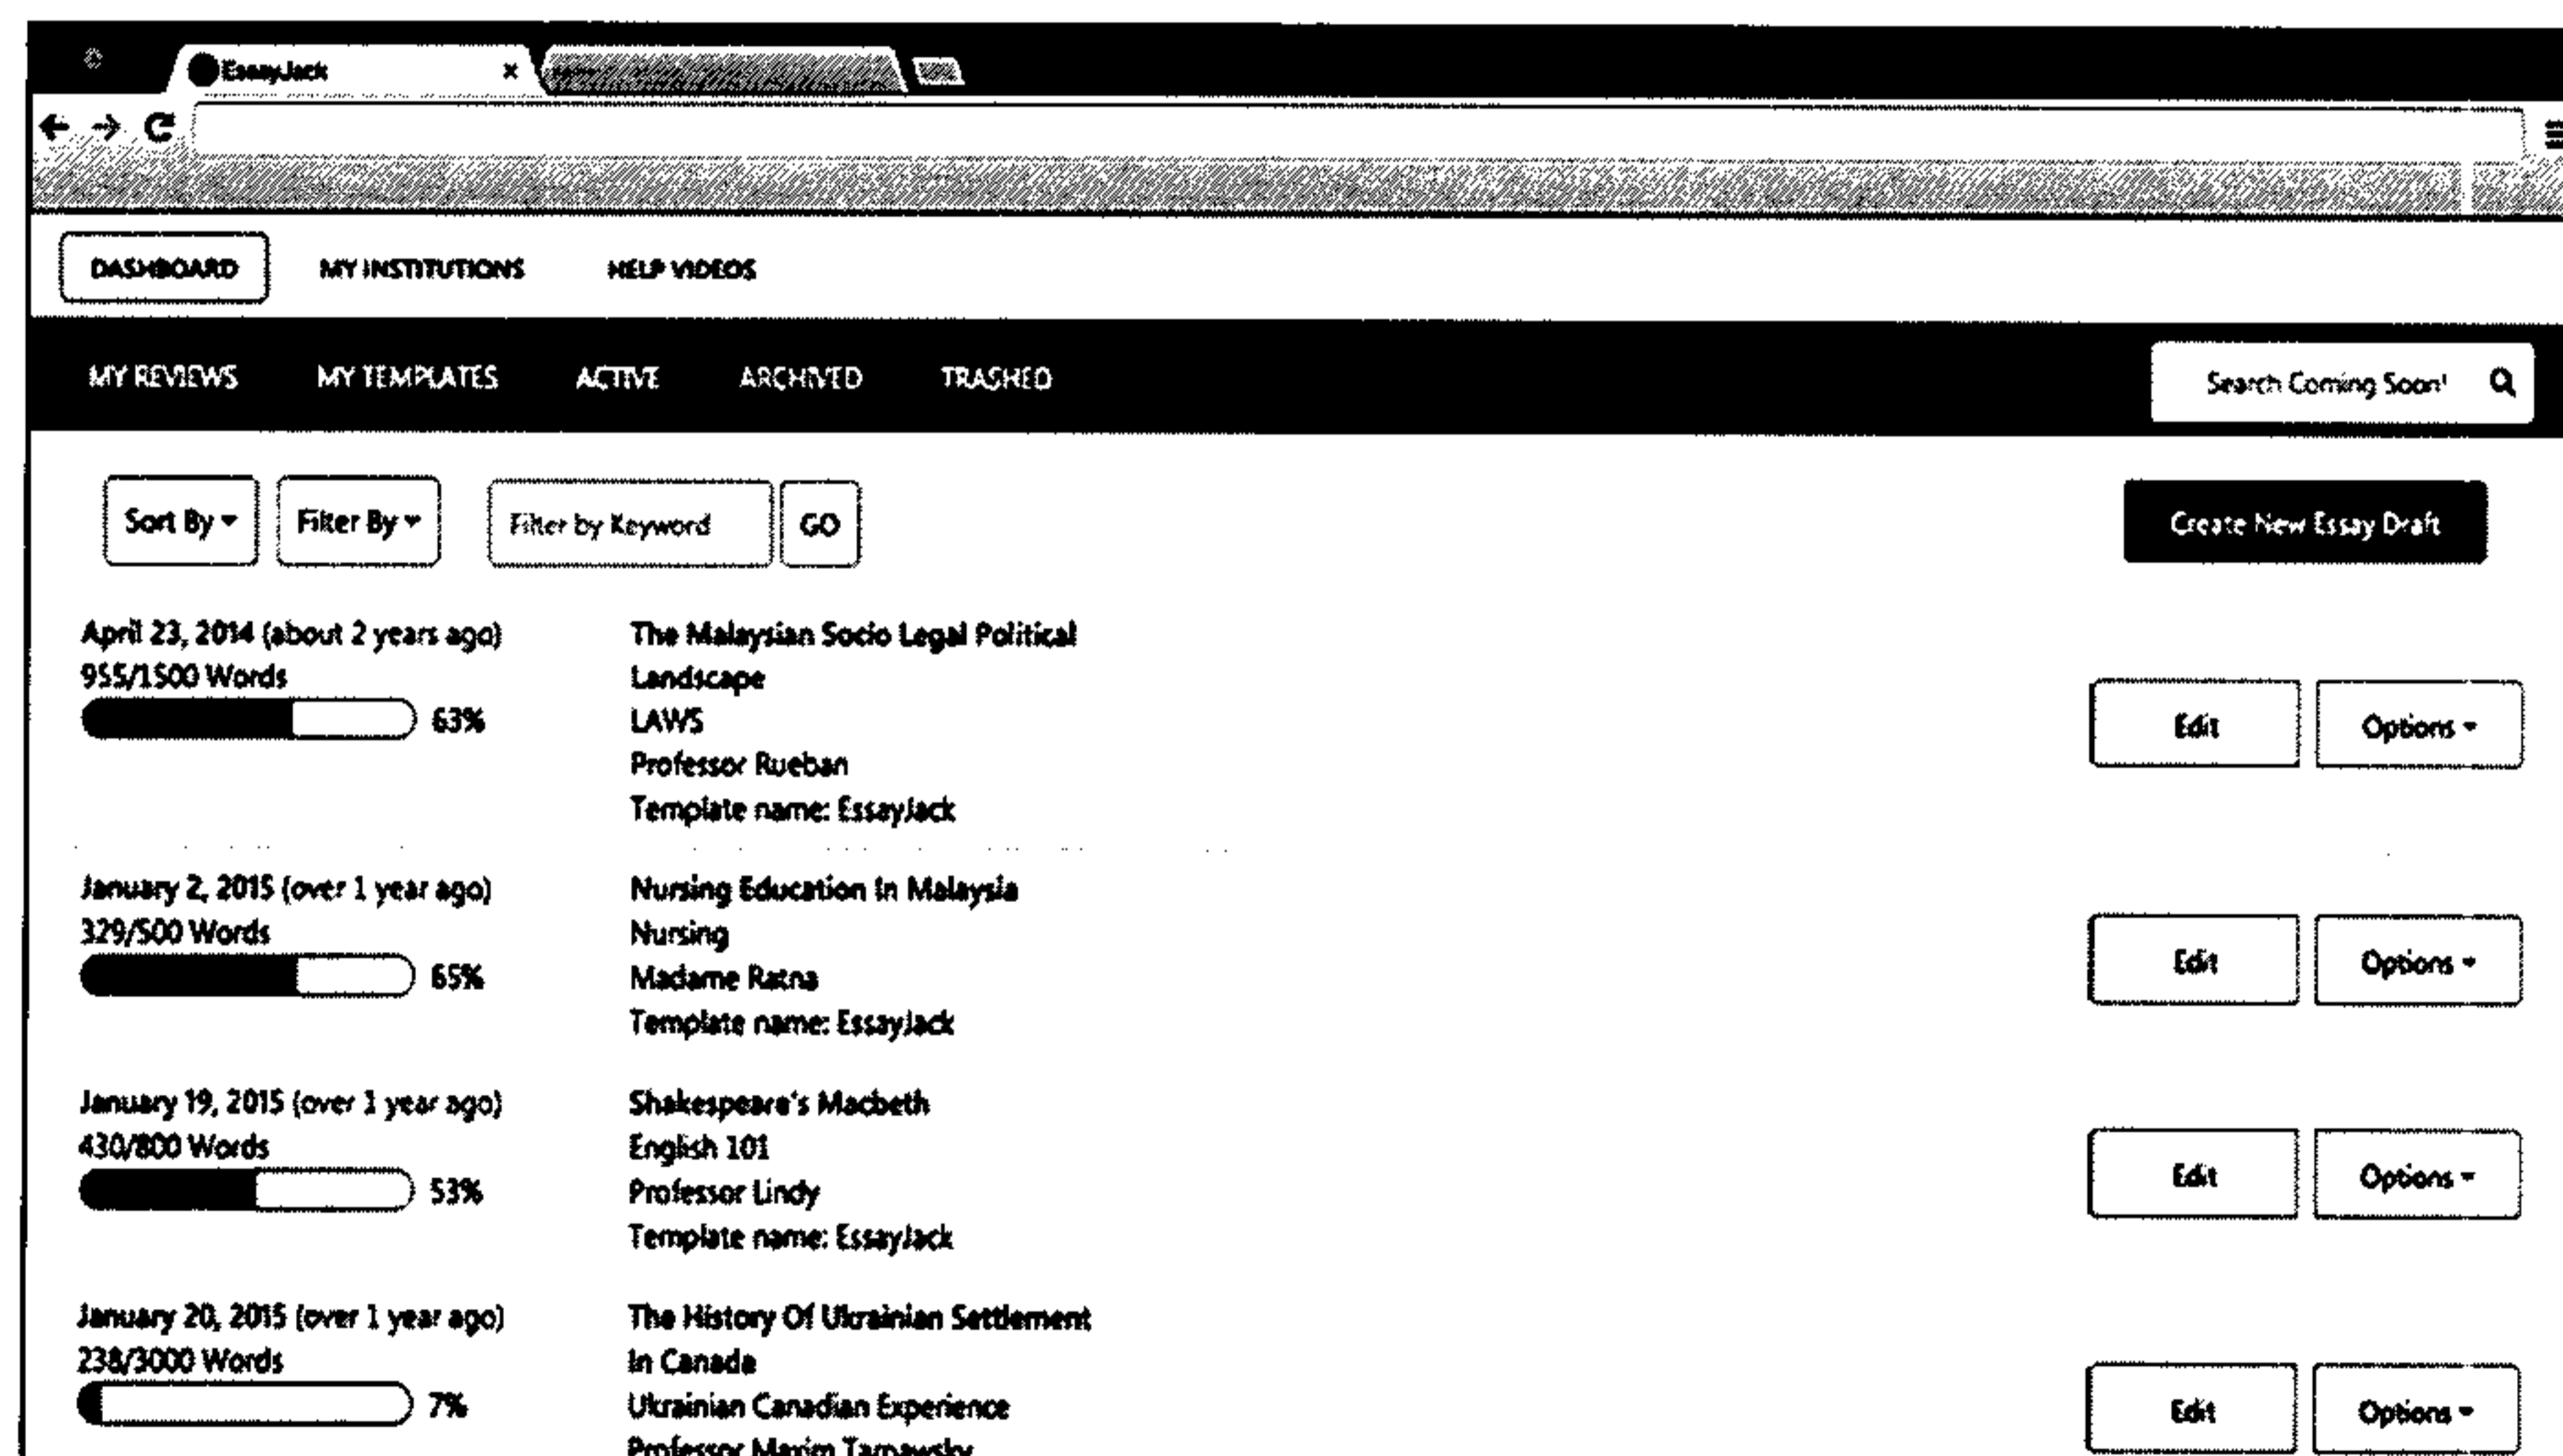 EssayJack
DASHBOARD MY INSTITUTIONS HELP VIDEOS
MY REVIEWS MY TEMPLATES ACTIVE ARCHIVED TRASHED Search Coming Soon!
Sort By Filter By Filter by Keyword GO Create New Essay Draft
April 23, 2014 (about 2 years ago)
955/1500 Words
63%
The Malaysian Socio Legal Political
Landscape
LAWS
Professor Rueban
Template name: EssayJack
Edit Options
January 2, 2015 (over 1 year ago)
329/500 Words
65%
Nursing Education In Malaysia
Nursing
Madame Ratna
Template name: EssayJack
Edit Options
January 19, 2015 (over 1 year ago)
430/800 Words
53%
Shakespeare's Macbeth
English 101
Professor Lindy
Template name: EssayJack
Edit Options
January 20, 2015 (over 1 year ago)
238/3000 Words
7%
The History Of Ukrainian Settlement
In Canada
Ukrainian Canadian Experience
Professor Maxim Tarnawsky
Edit Options